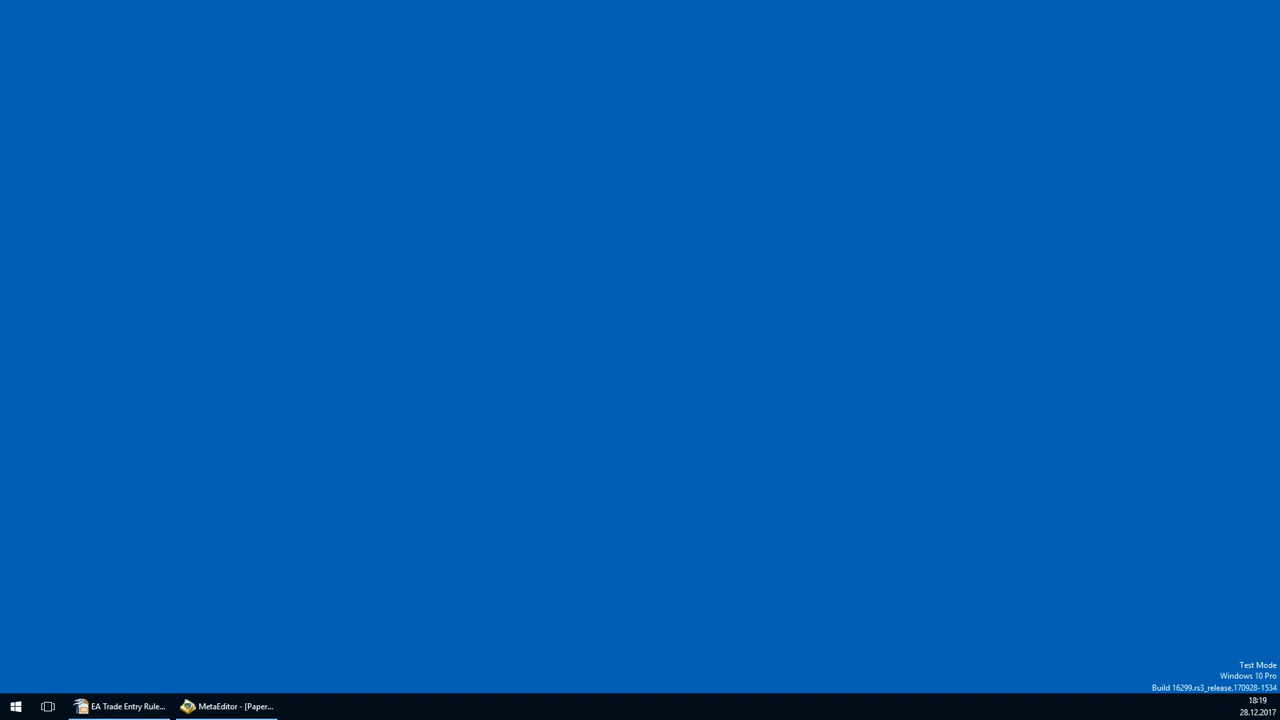 Test Mode
Windows 10 Pro
Build 16299.rs3_release.170928-1534
EA Trade Entry Rule...
MetaEditor - [Paper...
18:19
28.12.2017